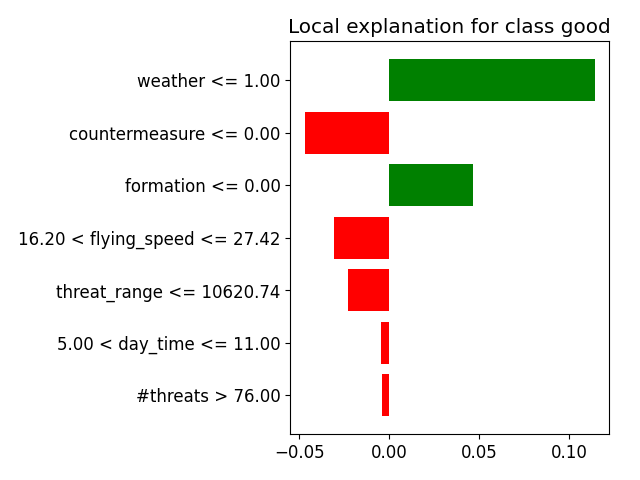 Local explanation for class good
weather <= 1.00
countermeasure <= 0.00
formation <= 0.00
16.20 < flying_speed <= 27.42
threat_range <= 10620.74
5.00 < day_time <= 11.00
#threats > 76.00
−0.05 0.00 0.05 0.10